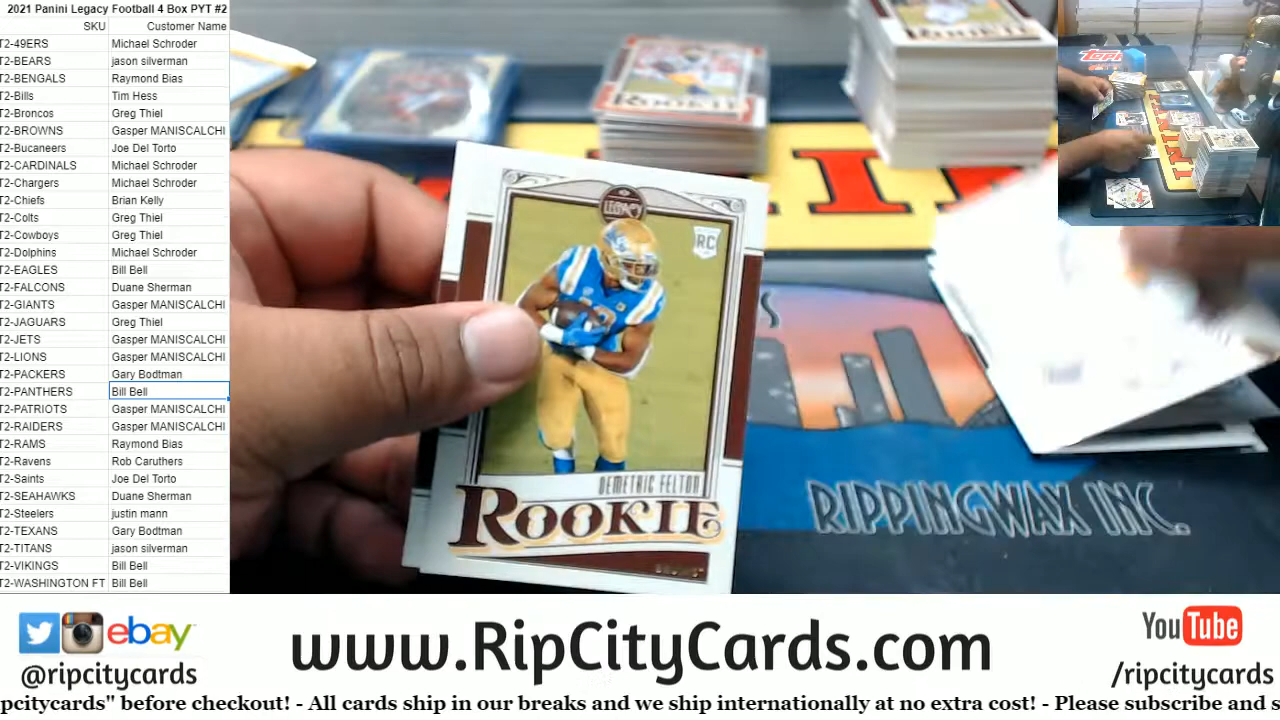 2021 Panini Legacy Football 4 Box PYT #2
SKU Customer Name
T2-49ERS Michael Schroder
T2-BEARS jason silverman
T2-BENGALS Raymond Bias
T2-Bills Tim Hess
T2-Broncos Greg Thiel
T2-BROWNS Gasper MANISCALCHI
T2-Bucaneers Joe Del Torto
T2-CARDINALS Michael Schroder
T2-Chargers Michael Schroder
T2-Chiefs Brian Kelly
T2-Colts Greg Thiel
T2-Cowboys Greg Thiel
T2-Dolphins Michael Schroder
T2-EAGLES Bill Bell
T2-FALCONS Duane Sherman
T2-GIANTS Gasper MANISCALCHI
T2-JAGUARS Greg Thiel
T2-JETS Gasper MANISCALCHI
T2-LIONS Gasper MANISCALCHI
T2-PACKERS Gary Bodtman
T2-PANTHERS Bill Bell
T2-PATRIOTS Gasper MANISCALCHI
T2-RAIDERS Gasper MANISCALCHI
T2-RAMS Raymond Bias
T2-Ravens Rob Caruthers
T2-Saints Joe Del Torto
T2-SEAHAWKS Duane Sherman
T2-Steelers justin mann
T2-TEXANS Gary Bodtman
T2-TITANS jason silverman
T2-VIKINGS Bill Bell
T2-WASHINGTON FT Bill Bell
ROOKIE
ROOKIE
LEGACY
RC
DEMETRIC FELTON
ROOKIE
RIPPINGWAX INC.
ebay
@ripcitycards
www.RipCityCards.com
YouTube
/ripcitycards
pcitycards" before checkout! - All cards ship in our breaks and we ship internationally at no extra cost! - Please subscribe and s